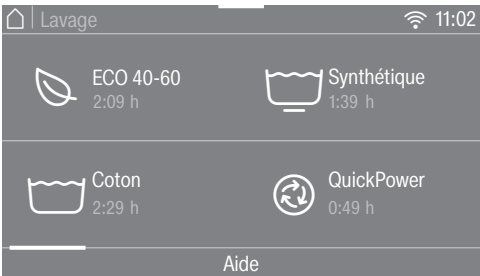 Lavage
11:02
ECO 40-60
2:09 h
Synthétique
1:39 h
Coton
2:29 h
QuickPower
0:49 h
Aide